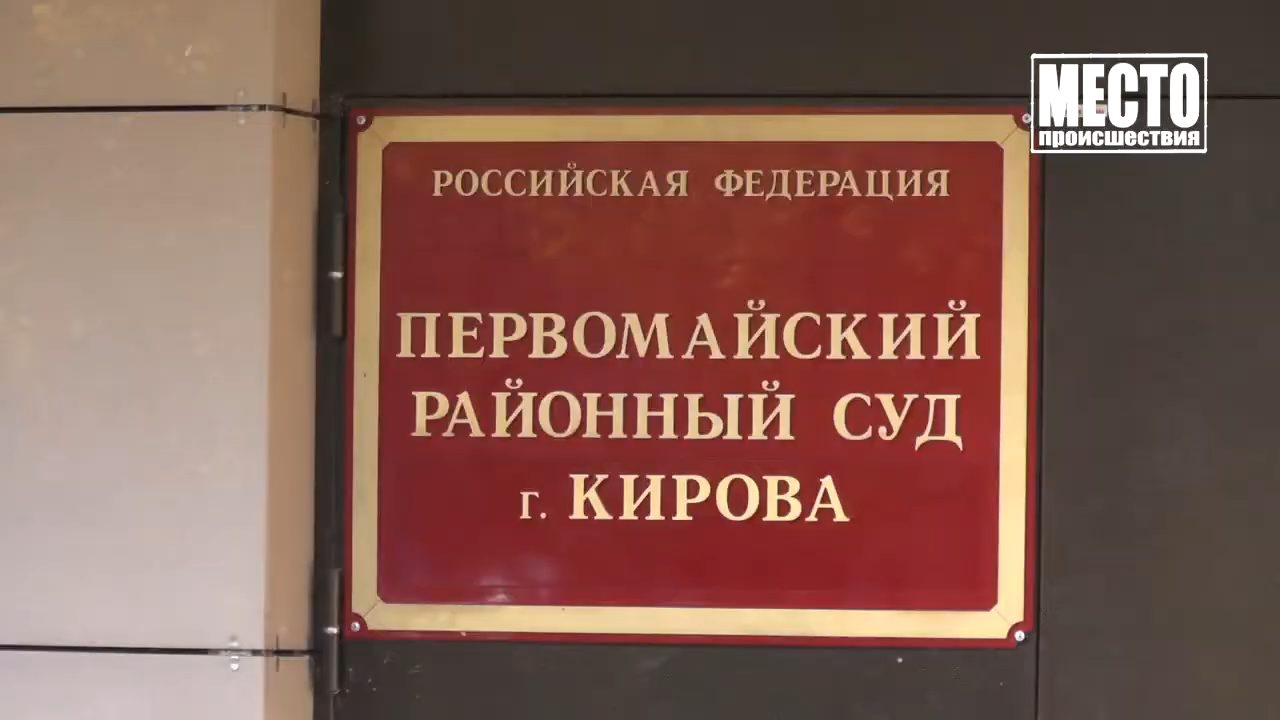 МЕСТО
ПРОИСШЕСТВИЯ
РОССИЙСКАЯ ФЕДЕРАЦИЯ
ПЕРВОМАЙСКИЙ
РАЙОННЫЙ СУД
г. КИРОВА